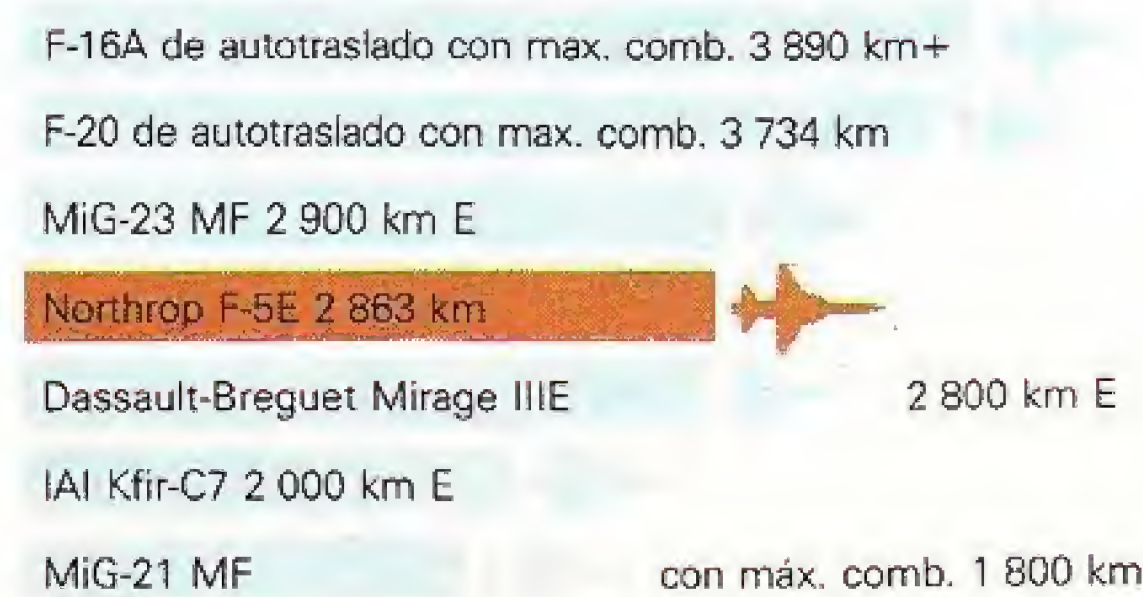 F-16A de autotraslado con max. comb. 3 890 km+
F-20 de autotraslado con max. comb. 3 734 km
MiG-23 MF 2 900 km E
Northrop F-5E 2 863 km
Dassault-Breguet Mirage IIIE 2 800 km E
IAI Kfir-C7 2 000 km E
MiG-21 MF con máx. comb. 1 800 km